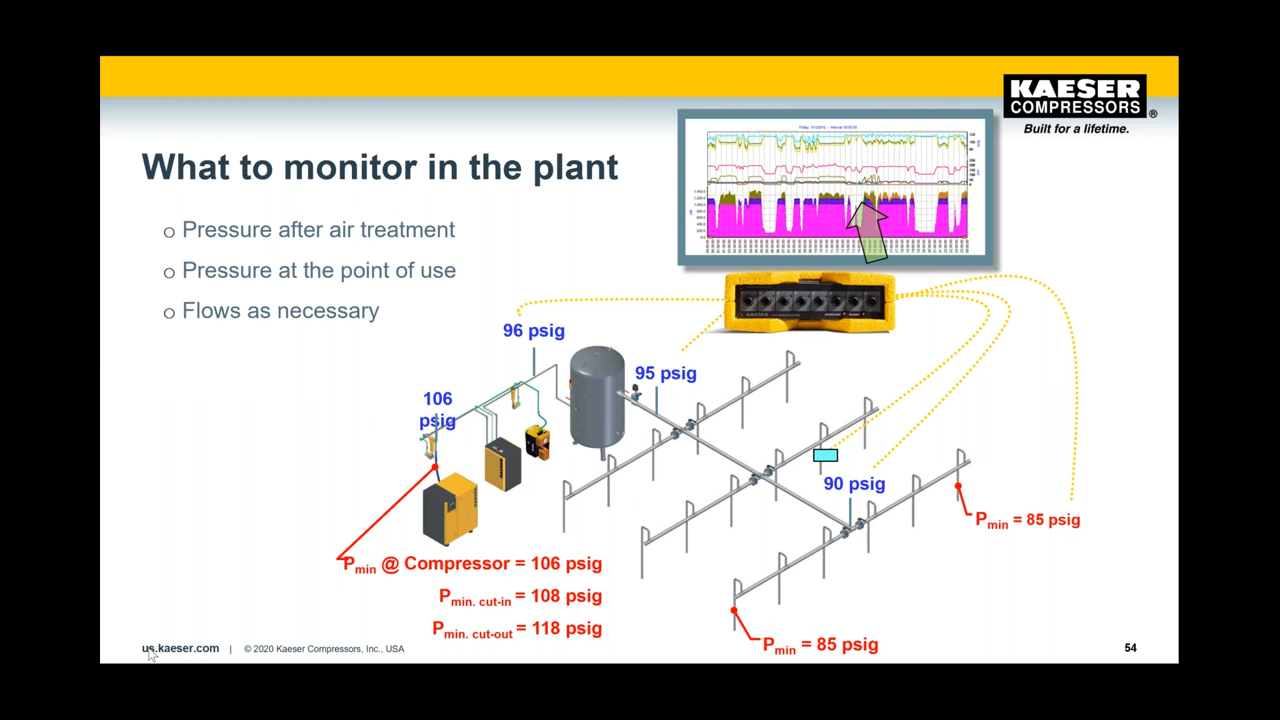 KAESER
COMPRESSORS®
Built for a lifetime.
What to monitor in the plant
Pressure after air treatment
Pressure at the point of use
Flows as necessary
96 psig
95 psig
106
psig
90 psig
Pmin = 85 psig
Pmin @ Compressor = 106 psig
Pmin. cut-in = 108 psig
Pmin. cut-out = 118 psig
Pmin = 85 psig
us.kaeser.com | © 2020 Kaeser Compressors, Inc., USA
54